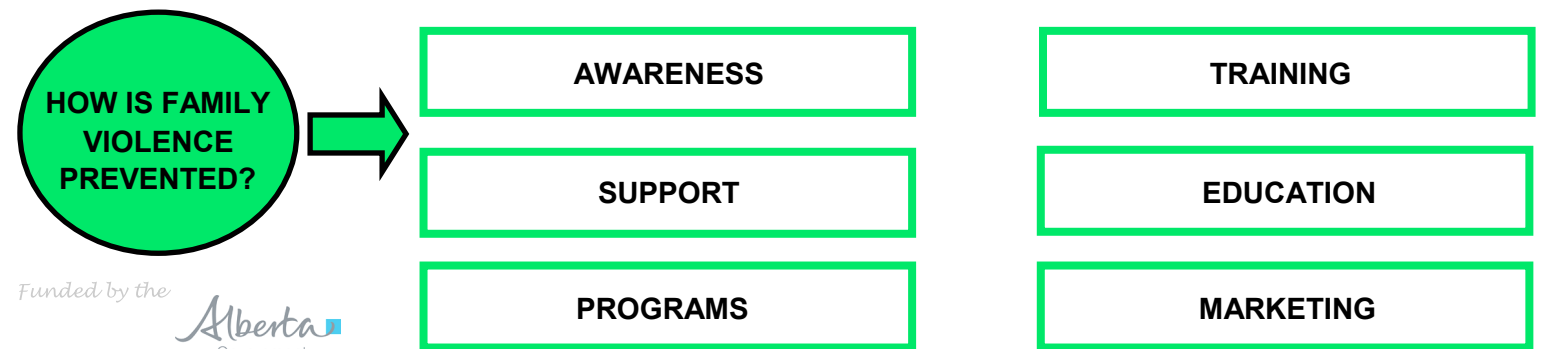 HOW IS FAMILY
VIOLENCE
PREVENTED?
AWARENESS
TRAINING
SUPPORT
EDUCATION
PROGRAMS
MARKETING
Funded by the
Alberta